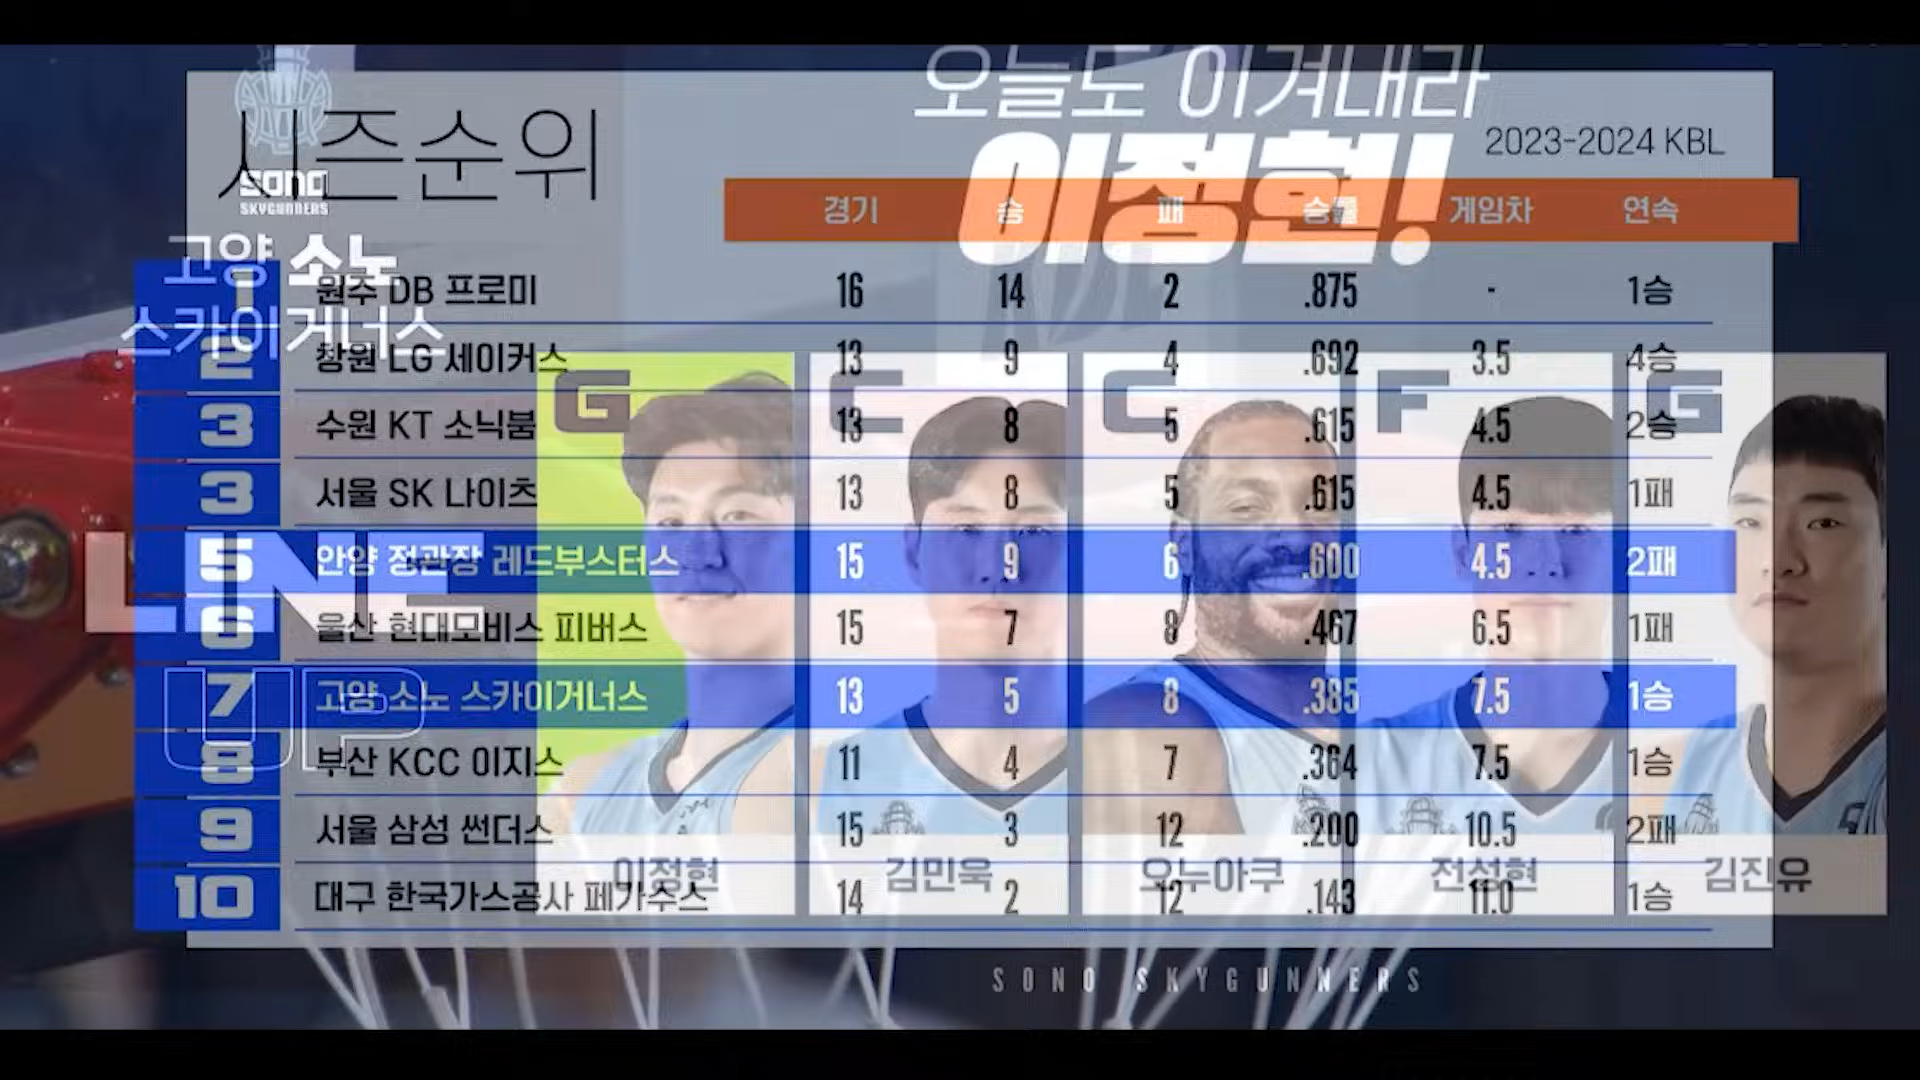 오늘도 이겨내라
이정현!
시즌순위
2023-2024 KBL
sono
SKYGUNNERS
고양 소노
스카이거너스
LINE
UP
경기 승 패 승률 게임차 연속
1 원주 DB 프로미 16 14 2 .875 - 1승
2 창원 LG 세이커스 13 9 4 .692 3.5 4승
3 수원 KT 소닉붐 13 8 5 .615 4.5 2승
3 서울 SK 나이츠 13 8 5 .615 4.5 1패
5 안양 정관장 레드부스터스 15 9 6 .600 4.5 2패
6 울산 현대모비스 피버스 15 7 8 .467 6.5 1패
7 고양 소노 스카이거너스 13 5 8 .385 7.5 1승
8 부산 KCC 이지스 11 4 7 .364 7.5 1승
9 서울 삼성 썬더스 15 3 12 .200 10.5 2패
10 대구 한국가스공사 페가수스 14 2 12 .143 11.0 1승
G C C F G
이정현 김민욱 오누아쿠 전성현 김진유
SONO SKYGUNNERS